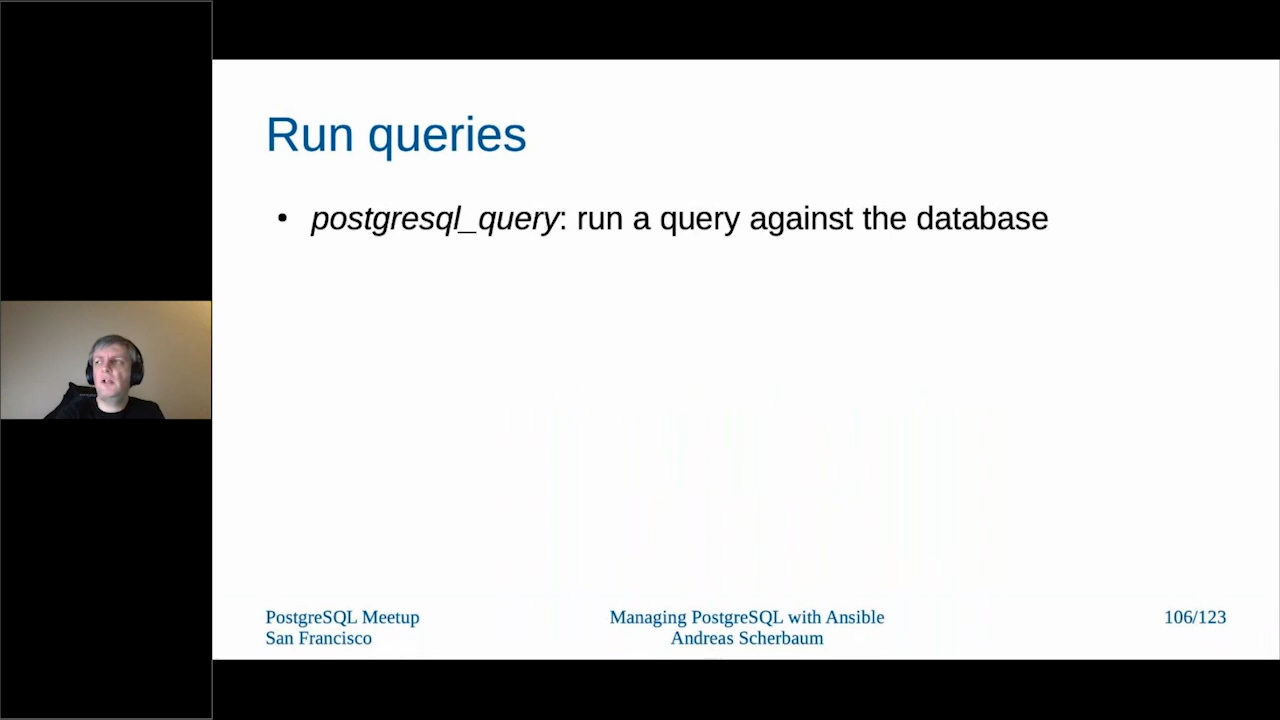 Run queries
• postgresql_query: run a query against the database
PostgreSQL Meetup
San Francisco
Managing PostgreSQL with Ansible
Andreas Scherbaum
106/123